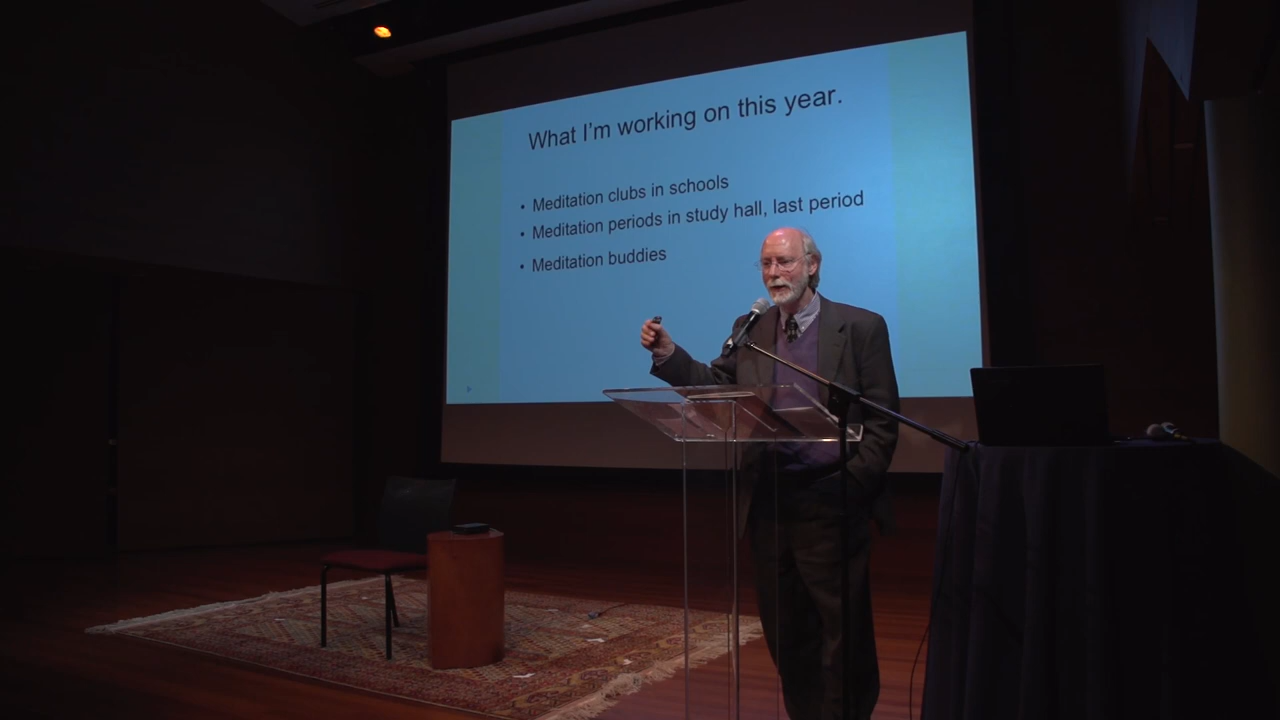 What I'm working on this year.
• Meditation clubs in schools
• Meditation periods in study hall, last period
• Meditation buddies